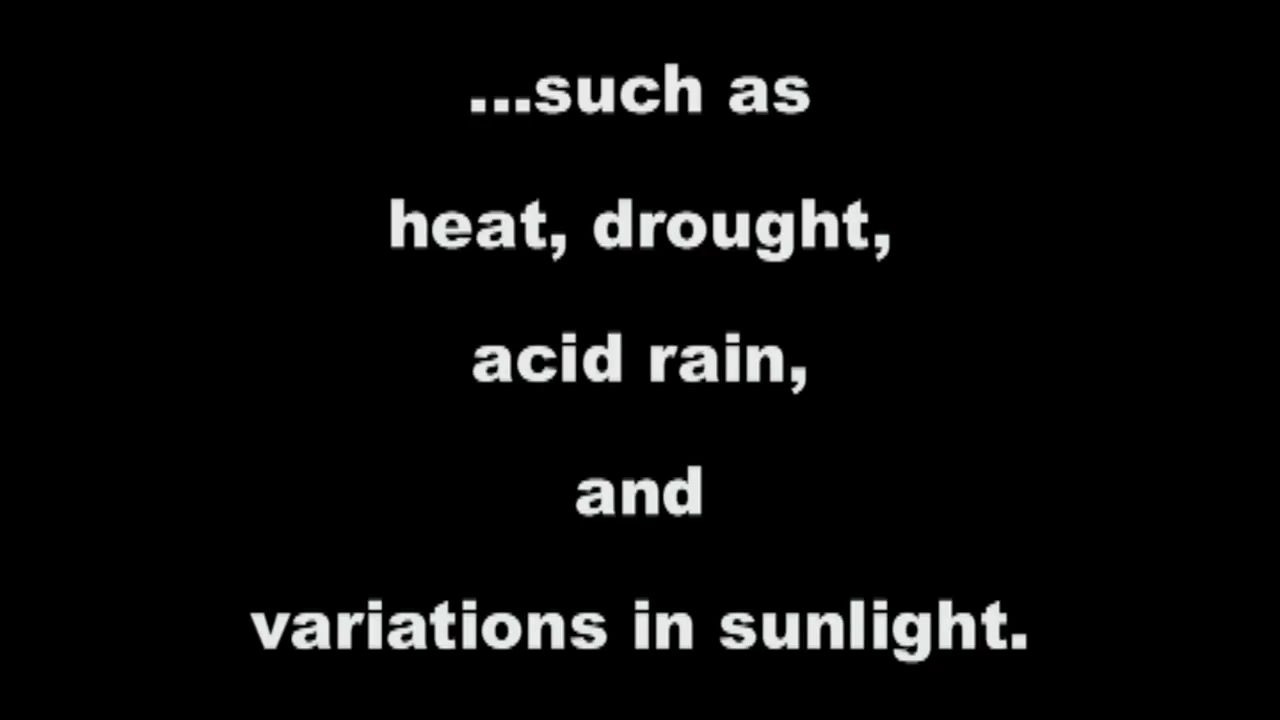 ...such as
heat, drought,
acid rain,
and
variations in sunlight.